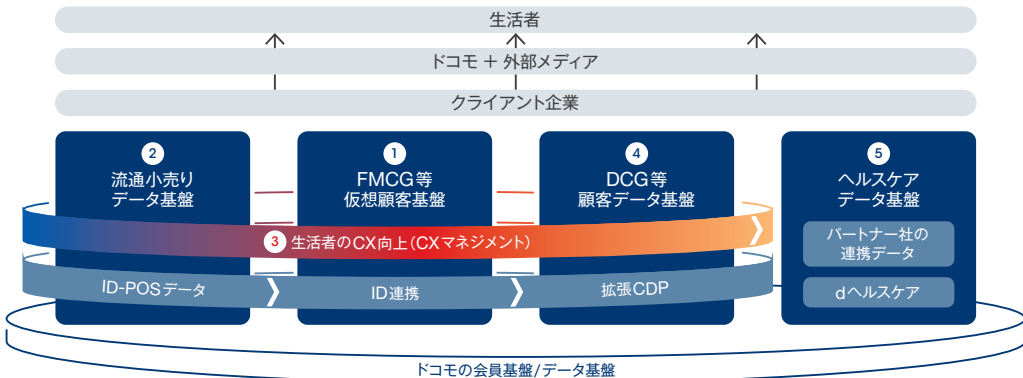 生活者
ドコモ + 外部メディア
クライアント企業
2
流通小売り
データ基盤
1
FMCG等
仮想顧客基盤
4
DCG等
顧客データ基盤
5
ヘルスケア
データ基盤
3 生活者のCX向上(CXマネジメント)
パートナー社の
連携データ
ID-POSデータ
ID連携
拡張CDP
dヘルスケア
ドコモの会員基盤/データ基盤